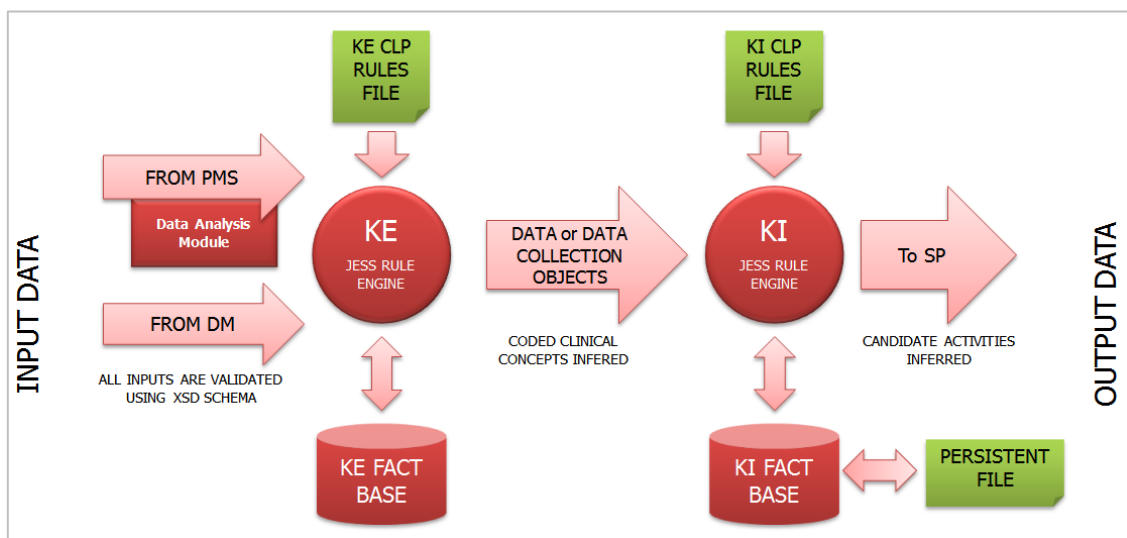 INPUT DATA
KE CLP
RULES
FILE
KI CLP
RULES
FILE
FROM PMS
Data Analysis
Module
FROM DM
ALL INPUTS ARE VALIDATED
USING XSD SCHEMA
KE
JESS RULE
ENGINE
DATA or DATA
COLLECTION
OBJECTS
CODED CLINICAL
CONCEPTS INFERED
KI
JESS RULE
ENGINE
To SP
CANDIDATE ACTIVITIES
INFERRED
KE FACT
BASE
KI FACT
BASE
PERSISTENT
FILE
OUTPUT DATA